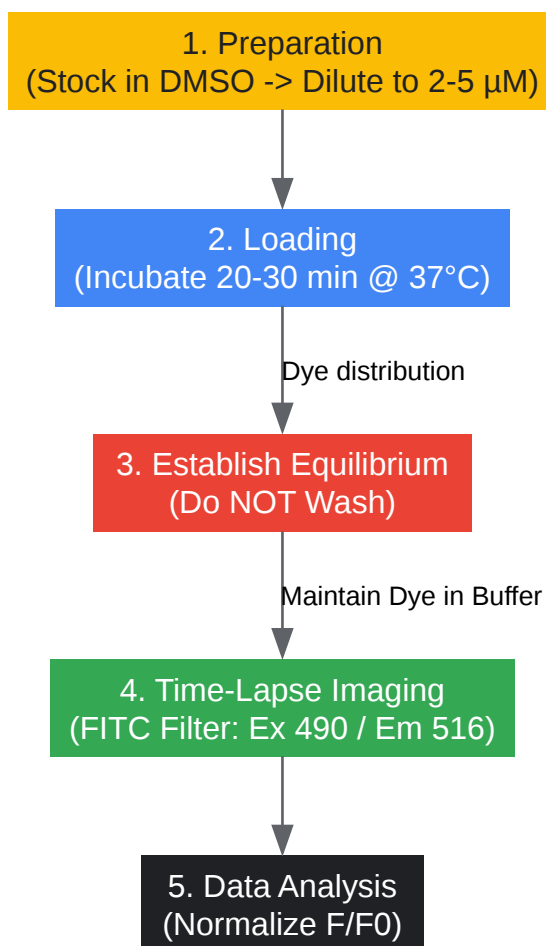 1. Preparation
(Stock in DMSO -> Dilute to 2-5 µM)
2. Loading
(Incubate 20-30 min @ 37°C)
Dye distribution
3. Establish Equilibrium
(Do NOT Wash)
Maintain Dye in Buffer
4. Time-Lapse Imaging
(FITC Filter: Ex 490 / Em 516)
5. Data Analysis
(Normalize F/F0)